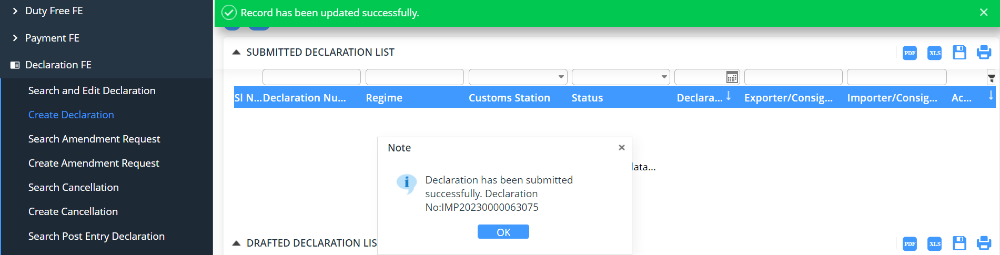 Duty Free FE
Payment FE
Declaration FE
Search and Edit Declaration
Create Declaration
Search Amendment Request
Create Amendment Request
Search Cancellation
Create Cancellation
Search Post Entry Declaration
Record has been updated successfully.
SUBMITTED DECLARATION LIST
PDF XLS
Sl N... Declaration Nu... Regime Customs Station Status Declara... Exporter/Consig... Importer/Consig... Ac...
Note
Declaration has been submitted
successfully. Declaration
No:IMP20230000063075
OK
ata...
DRAFTED DECLARATION LIS
PDF XLS